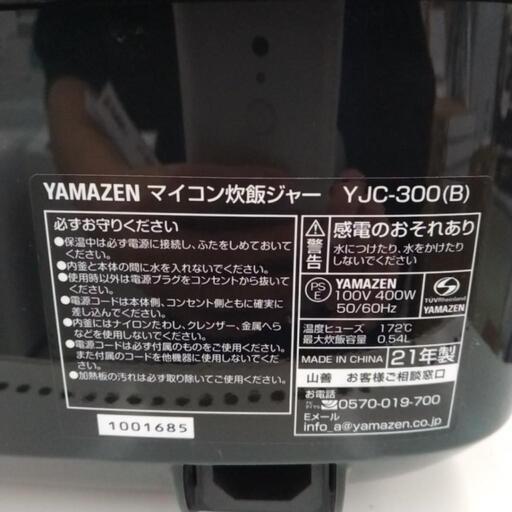 YAMAZEN マイコン炊飯ジャー YJC-300(B)
必ずお守りください
●保温中は必ず電源に接続し、ふたをしめておいて
ください。
●内釜と本体の間に水を入れないでください。
●使用時以外は電源プラグをコンセントから抜いて
ください。
●電源コードは本体側、コンセント側ともに確実に
差し込んでください。
●内釜にはナイロンたわし、クレンザー、金属ヘラ
などを使用しないでください。
●電源コードは付属のものをご使用ください。
また付属のコードを他機器に使用しないで
ください。
●加熱板の汚れは必ず取り除いてご使用ください。
1001685
警告
感電のおそれあり
水につけたり、水をかけたり
しないでください
PS
E
YAMAZEN
100V 400W
50/60Hz
TÜVRheinland
YAMAZEN
温度ヒューズ 172℃
最大炊飯容量 0.54L
MADE IN CHINA 21年製
山善 お客様ご相談窓口
お電話
0570-019-700
Eメール
info_a@yamazen.co.jp